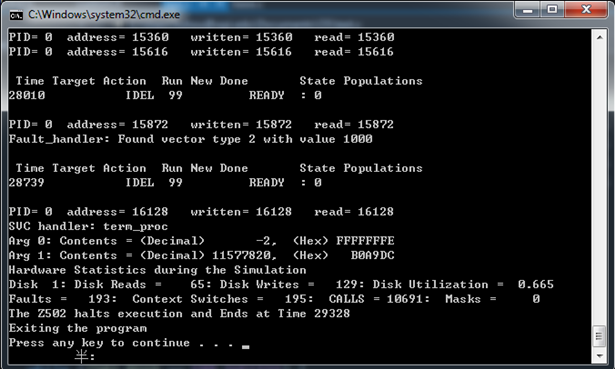 C:\Windows\system32\cmd.exe
PID= 0 address= 15360 written= 15360 read= 15360
PID= 0 address= 15616 written= 15616 read= 15616
Time Target Action Run New Done State Populations
28010 IDEL 99 READY : 0
PID= 0 address= 15872 written= 15872 read= 15872
Fault_handler: Found vector type 2 with value 1000
Time Target Action Run New Done State Populations
28739 IDEL 99 READY : 0
PID= 0 address= 16128 written= 16128 read= 16128
SVC handler: term_proc
Arg 0: Contents = (Decimal) -2, (Hex) FFFFFFFE
Arg 1: Contents = (Decimal) 11577820, (Hex) B0A9DC
Hardware Statistics during the Simulation
Disk 1: Disk Reads = 65: Disk Writes = 129: Disk Utilization = 0.665
Faults = 193: Context Switches = 195: CALLS = 10691: Masks = 0
The Z502 halts execution and Ends at Time 29328
Exiting the program
Press any key to continue . . . _
半: